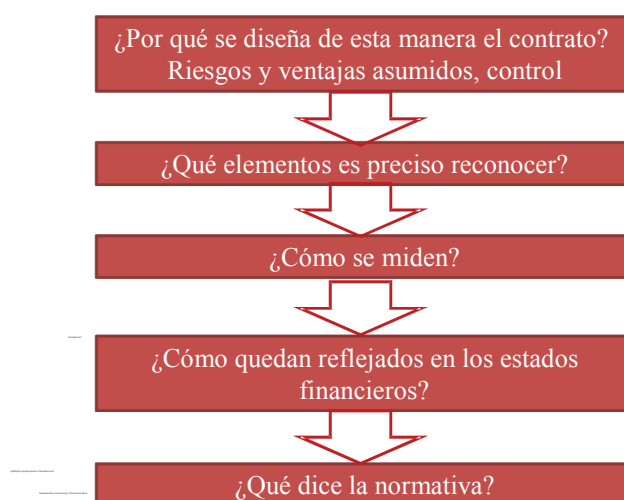 ¿Por qué se diseña de esta manera el contrato?
Riesgos y ventajas asumidos, control
¿Qué elementos es preciso reconocer?
¿Cómo se miden?
¿Cómo quedan reflejados en los estados
financieros?
¿Qué dice la normativa?